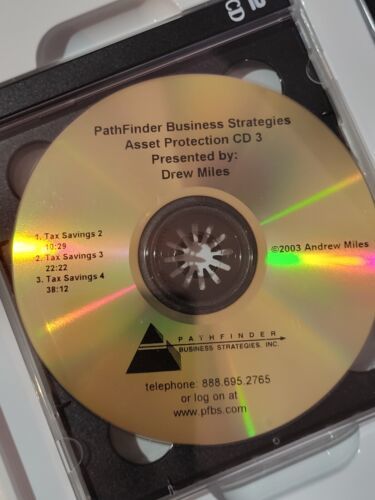 CD
PathFinder Business Strategies
Asset Protection CD 3
Presented by:
Drew Miles
1. Tax Savings 2
10:29
2. Tax Savings 3
22:22
3. Tax Savings 4
38:12
©2003 Andrew Miles
PATHFINDER
BUSINESS STRATEGIES, INC.
telephone: 888.695.2765
or log on at
www.pfbs.com